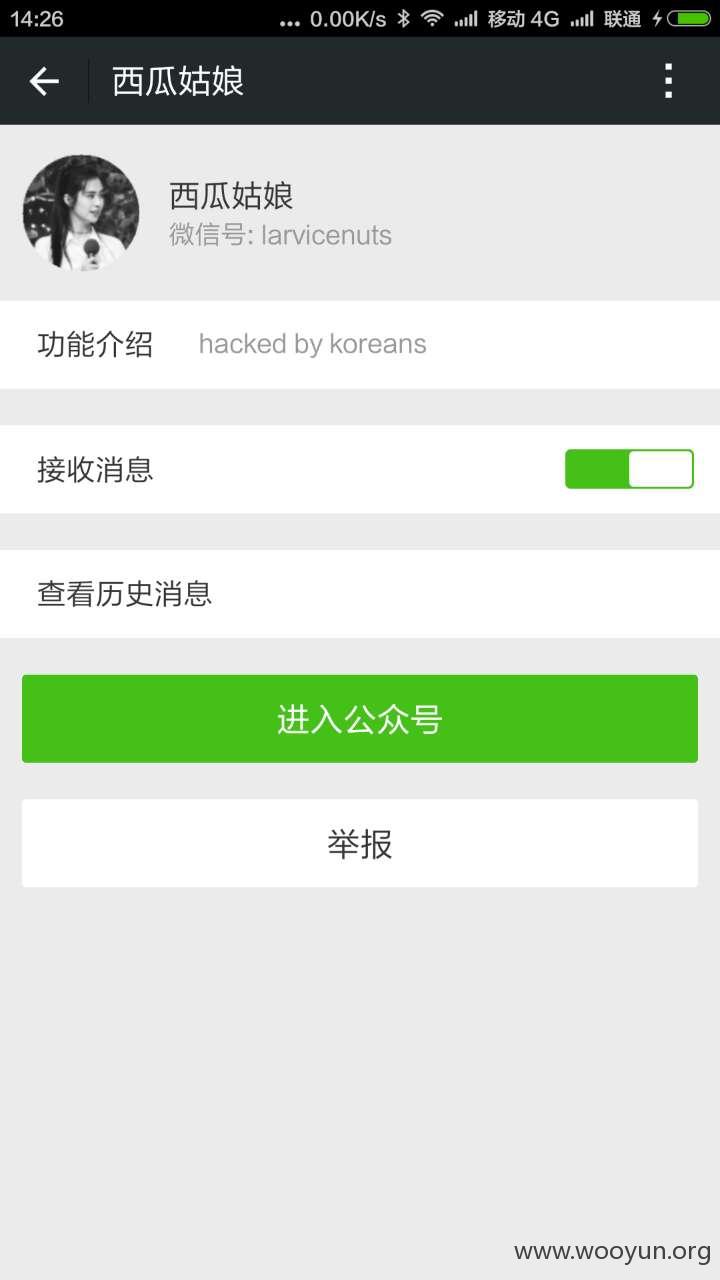 14:26 ... 0.00K/s 移动 4G 联通
西瓜姑娘
西瓜姑娘
微信号: larvicenuts
功能介绍 hacked by koreans
接收消息
查看历史消息
进入公众号
举报
www.wooyun.org